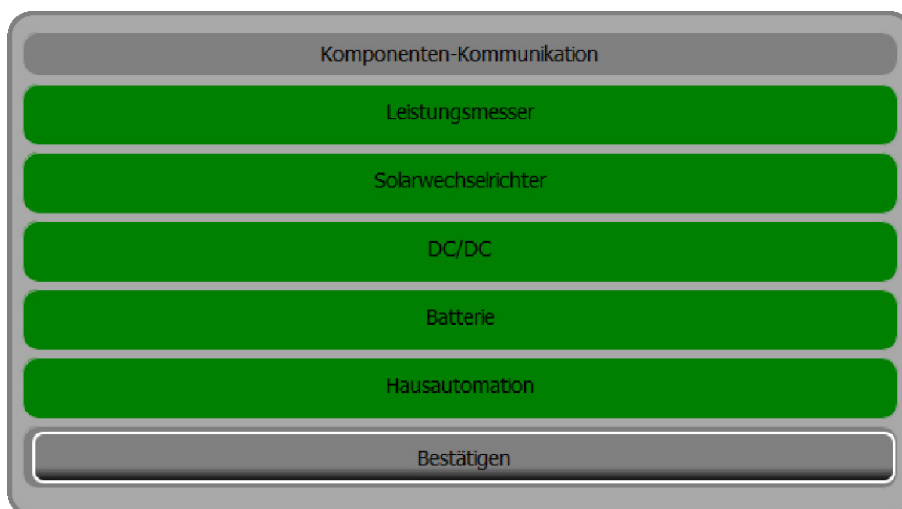 Komponenten-Kommunikation
Leistungsmesser
Solarwechselrichter
DC/DC
Batterie
Hausautomation
Bestätigen